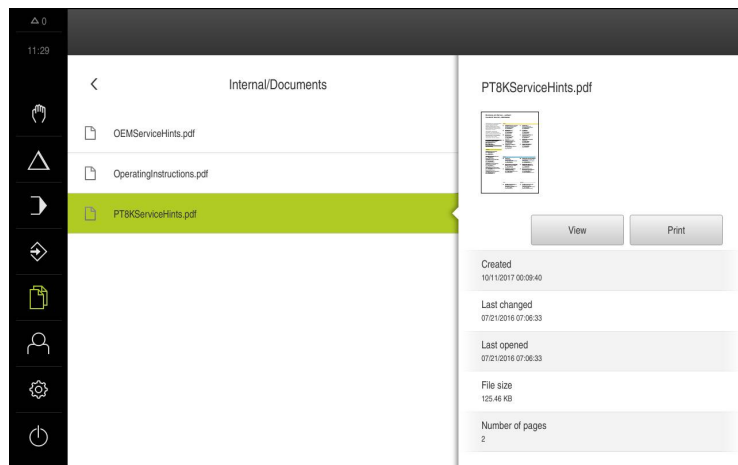 0
11:29
Internal/Documents
OEMServiceHints.pdf
OperatingInstructions.pdf
PT8KServiceHints.pdf
PT8KServiceHints.pdf
View
Print
Created
10/11/2017 00:09:40
Last changed
07/21/2016 07:06:33
Last opened
07/21/2016 07:06:33
File size
125.46 KB
Number of pages
2